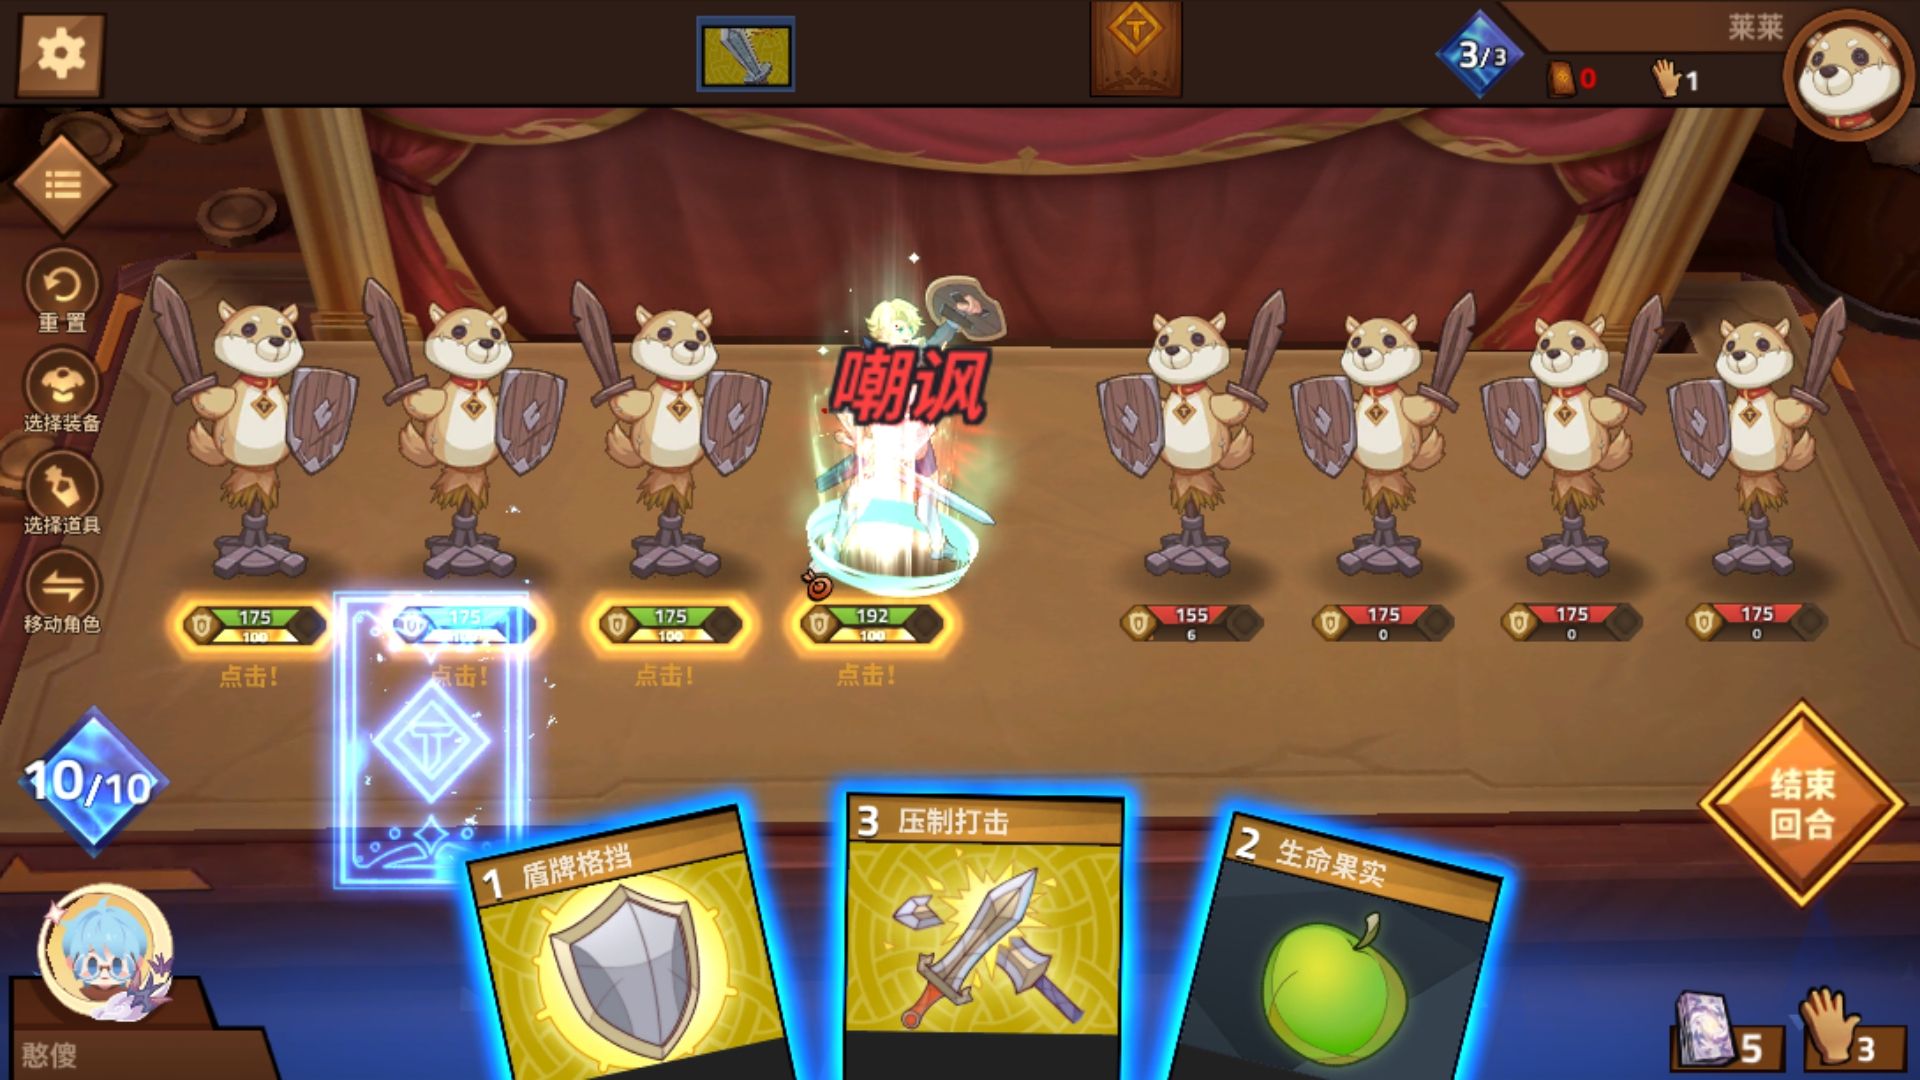 莱莱
3/3
0
1
重置
选择装备
选择道具
移动角色
嘲讽
175
100
175
175
100
192
100
155
6
175
0
175
0
175
0
点击!
点击!
点击!
点击!
10/10
结束
回合
1 盾牌格挡
3 压制打击
2 生命果实
憨傻
5
3